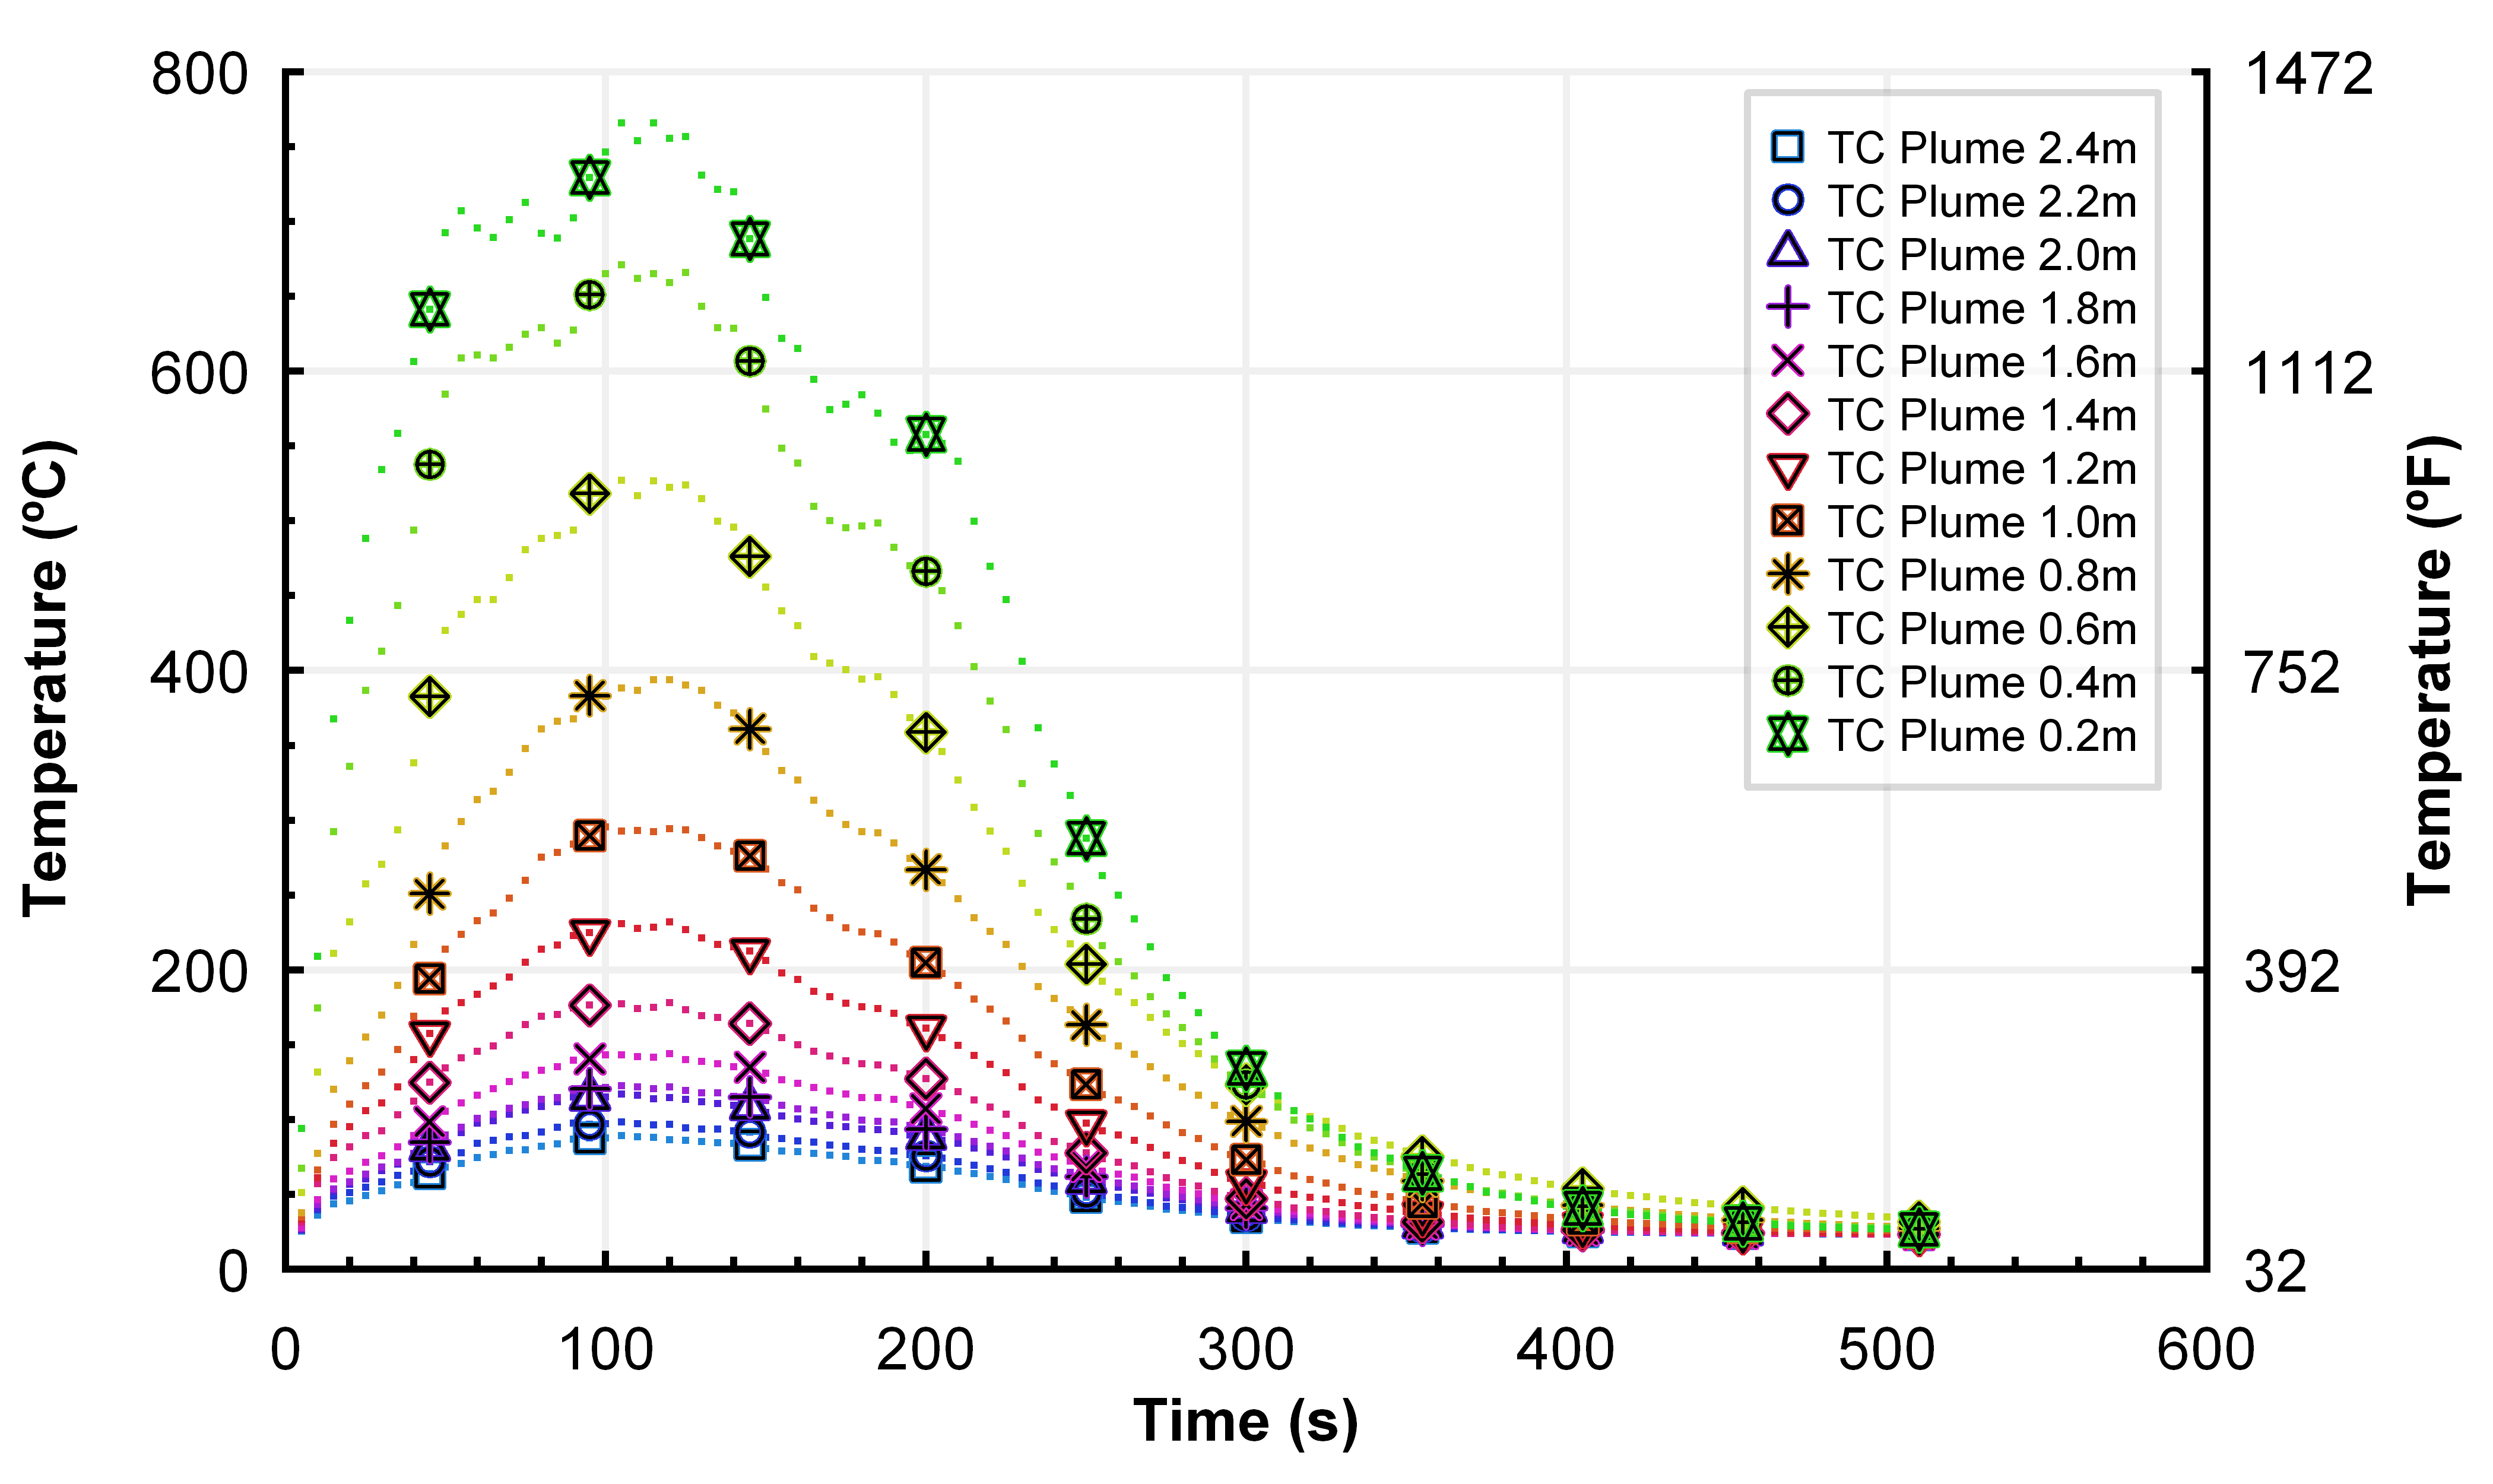 800
600
400
200
0
Temperature (ºC)
1472
1112
752
392
32
Temperature (ºF)
0
100
200
300
400
500
600
Time (s)
TC Plume 2.4m
TC Plume 2.2m
TC Plume 2.0m
TC Plume 1.8m
TC Plume 1.6m
TC Plume 1.4m
TC Plume 1.2m
TC Plume 1.0m
TC Plume 0.8m
TC Plume 0.6m
TC Plume 0.4m
TC Plume 0.2m